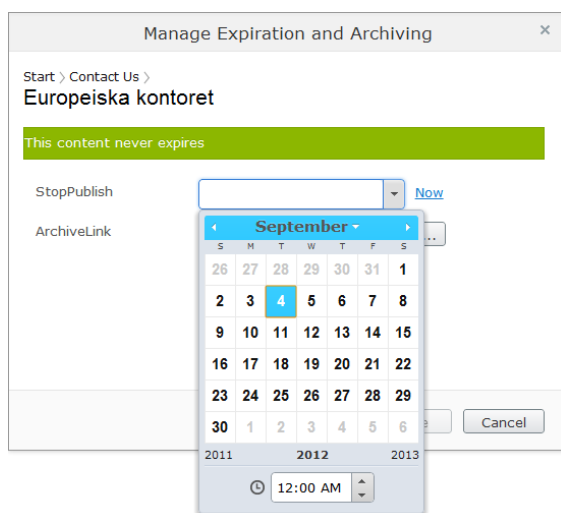 Manage Expiration and Archiving ×
Start > Contact Us >
Europeiska kontoret
This content never expires
StopPublish Now
ArchiveLink ...
September
S M T W T F S
26 27 28 29 30 31 1
2 3 4 5 6 7 8
9 10 11 12 13 14 15
16 17 18 19 20 21 22
23 24 25 26 27 28 29
30 1 2 3 4 5 6
Cancel
2011 2012 2013
12:00 AM